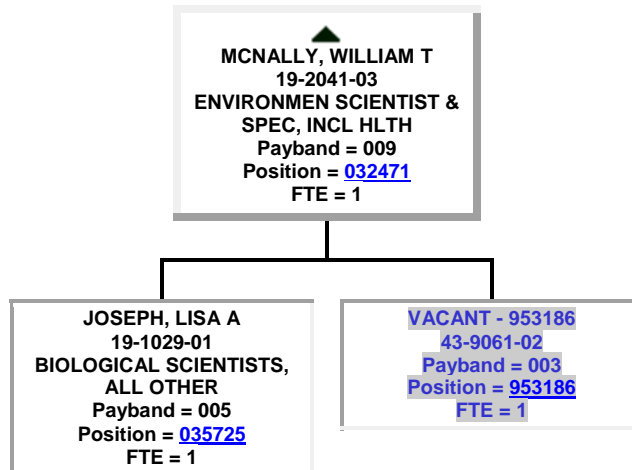 MCNALLY, WILLIAM T
19-2041-03
ENVIRONMEN SCIENTIST &
SPEC, INCL HLTH
Payband = 009
Position = 032471
FTE = 1
JOSEPH, LISA A
19-1029-01
BIOLOGICAL SCIENTISTS,
ALL OTHER
Payband = 005
Position = 035725
FTE = 1
VACANT - 953186
43-9061-02
Payband = 003
Position = 953186
FTE = 1